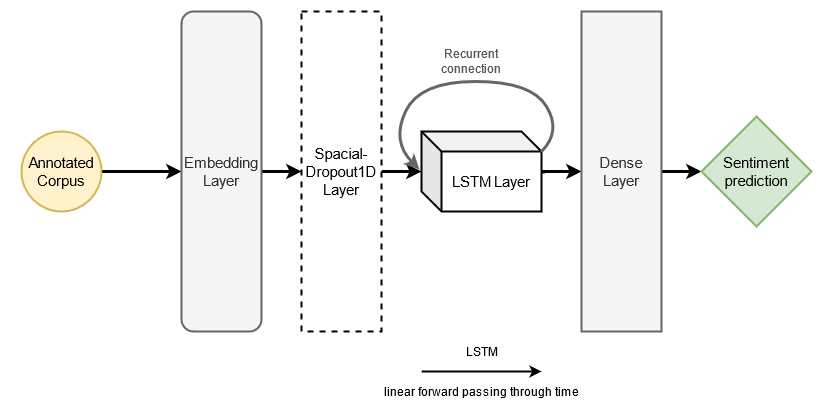 Recurrent
connection
Annotated
Corpus
Embedding
Layer
Spacial-
Dropout1D
Layer
LSTM Layer
Dense
Layer
Sentiment
prediction
LSTM
linear forward passing through time